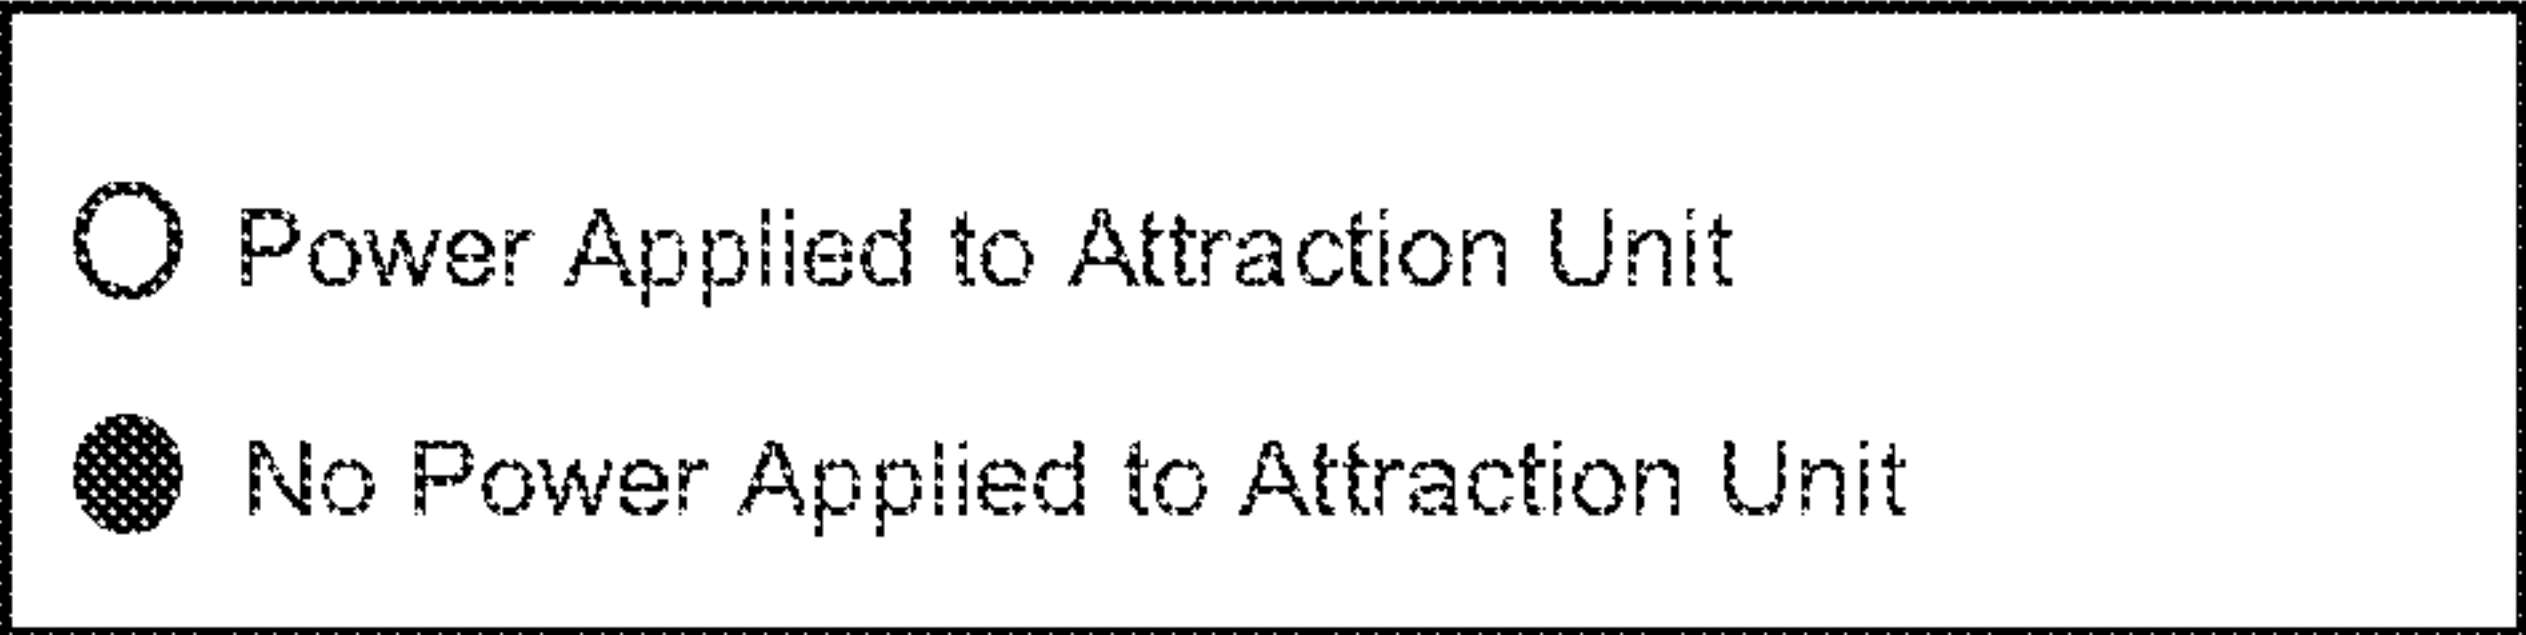 Power Applied to Attraction Unit
No Power Applied to Attraction Unit